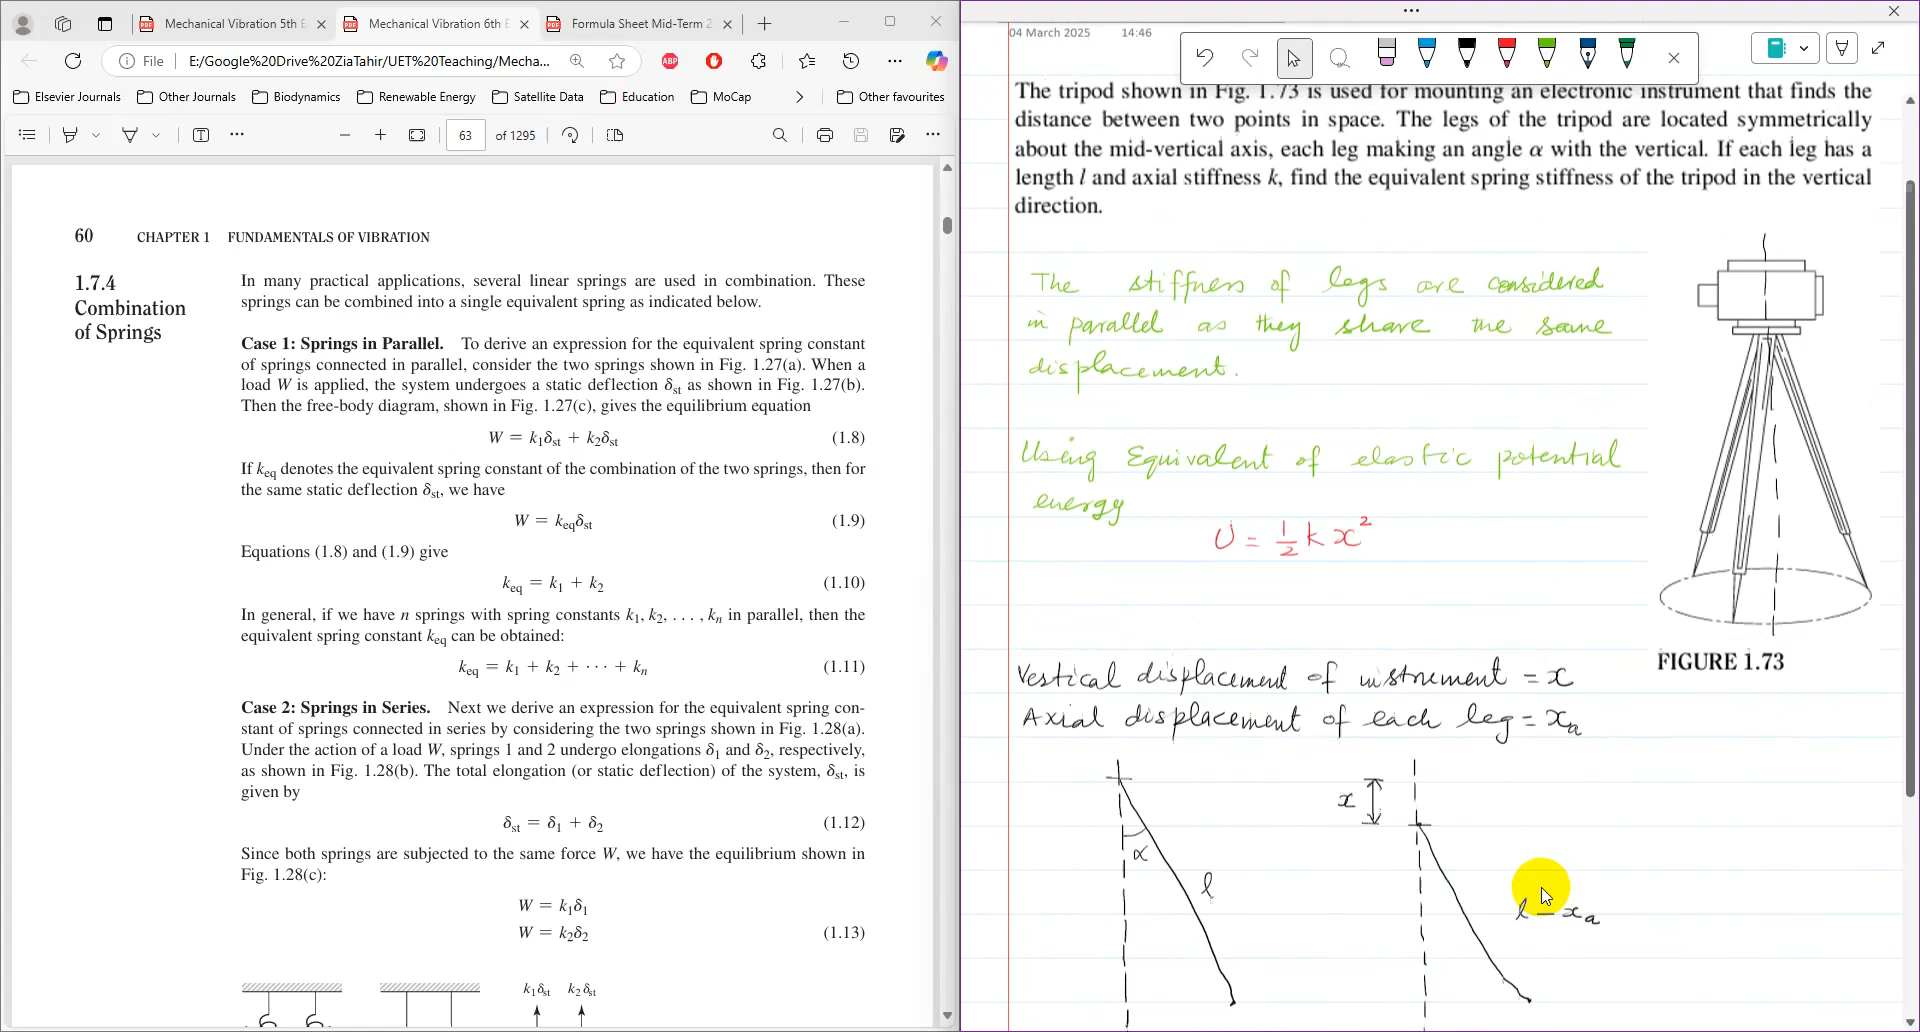 Mechanical Vibration 5th E
Mechanical Vibration 6th E
Formula Sheet Mid-Term 2
File
E:/Google%20Drive%20ZiaTahir/UET%20Teaching/Mecha...
ABP
Elsevier Journals
Other Journals
Biodynamics
Renewable Energy
Satellite Data
Education
MoCap
Other favourites
63
of 1295
60 CHAPTER 1 FUNDAMENTALS OF VIBRATION
1.7.4
Combination
of Springs
In many practical applications, several linear springs are used in combination. These
springs can be combined into a single equivalent spring as indicated below.
Case 1: Springs in Parallel. To derive an expression for the equivalent spring constant
of springs connected in parallel, consider the two springs shown in Fig. 1.27(a). When a
load W is applied, the system undergoes a static deflection δst as shown in Fig. 1.27(b).
Then the free-body diagram, shown in Fig. 1.27(c), gives the equilibrium equation
W = k1δst + k2δst (1.8)
If keq denotes the equivalent spring constant of the combination of the two springs, then for
the same static deflection δst, we have
W = keqδst (1.9)
Equations (1.8) and (1.9) give
keq = k1 + k2 (1.10)
In general, if we have n springs with spring constants k1, k2, . . . , kn in parallel, then the
equivalent spring constant keq can be obtained:
keq = k1 + k2 + · · · + kn (1.11)
Case 2: Springs in Series. Next we derive an expression for the equivalent spring con-
stant of springs connected in series by considering the two springs shown in Fig. 1.28(a).
Under the action of a load W, springs 1 and 2 undergo elongations δ1 and δ2, respectively,
as shown in Fig. 1.28(b). The total elongation (or static deflection) of the system, δst, is
given by
δst = δ1 + δ2 (1.12)
Since both springs are subjected to the same force W, we have the equilibrium shown in
Fig. 1.28(c):
W = k1δ1
W = k2δ2 (1.13)
k1δst k2δst
04 March 2025 14:46
The tripod shown in Fig. 1.73 is used for mounting an electronic instrument that finds the
distance between two points in space. The legs of the tripod are located symmetrically
about the mid-vertical axis, each leg making an angle α with the vertical. If each leg has a
length l and axial stiffness k, find the equivalent spring stiffness of the tripod in the vertical
direction.
The stiffness of legs are considered
in parallel as they share the same
displacement.
Using Equivalent of elastic potential
energy
U = 1/2 k x²
FIGURE 1.73
Vertical displacement of instrument = x
Axial displacement of each leg = xa
x
α
l
l - xa